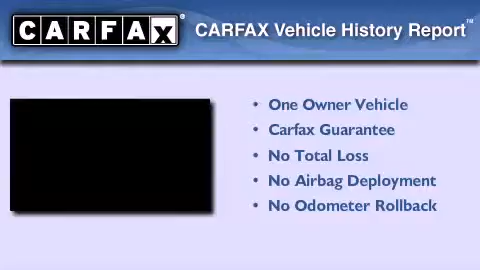 CARFAX® CARFAX Vehicle History Report™
• One Owner Vehicle
• Carfax Guarantee
• No Total Loss
• No Airbag Deployment
• No Odometer Rollback